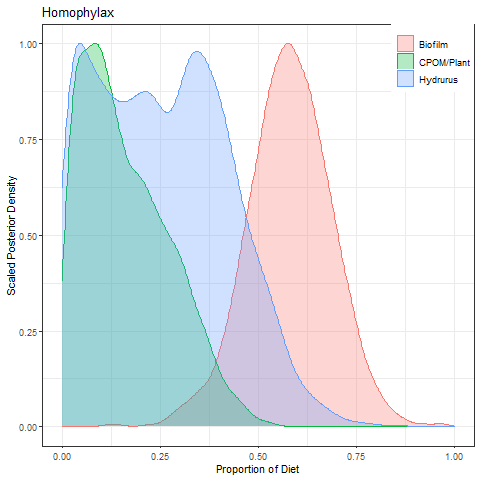 Homophylax
Biofilm
CPOM/Plant
Hydrurus
1.00
0.75
0.50
0.25
0.00
Scaled Posterior Density
0.00 0.25 0.50 0.75 1.00
Proportion of Diet